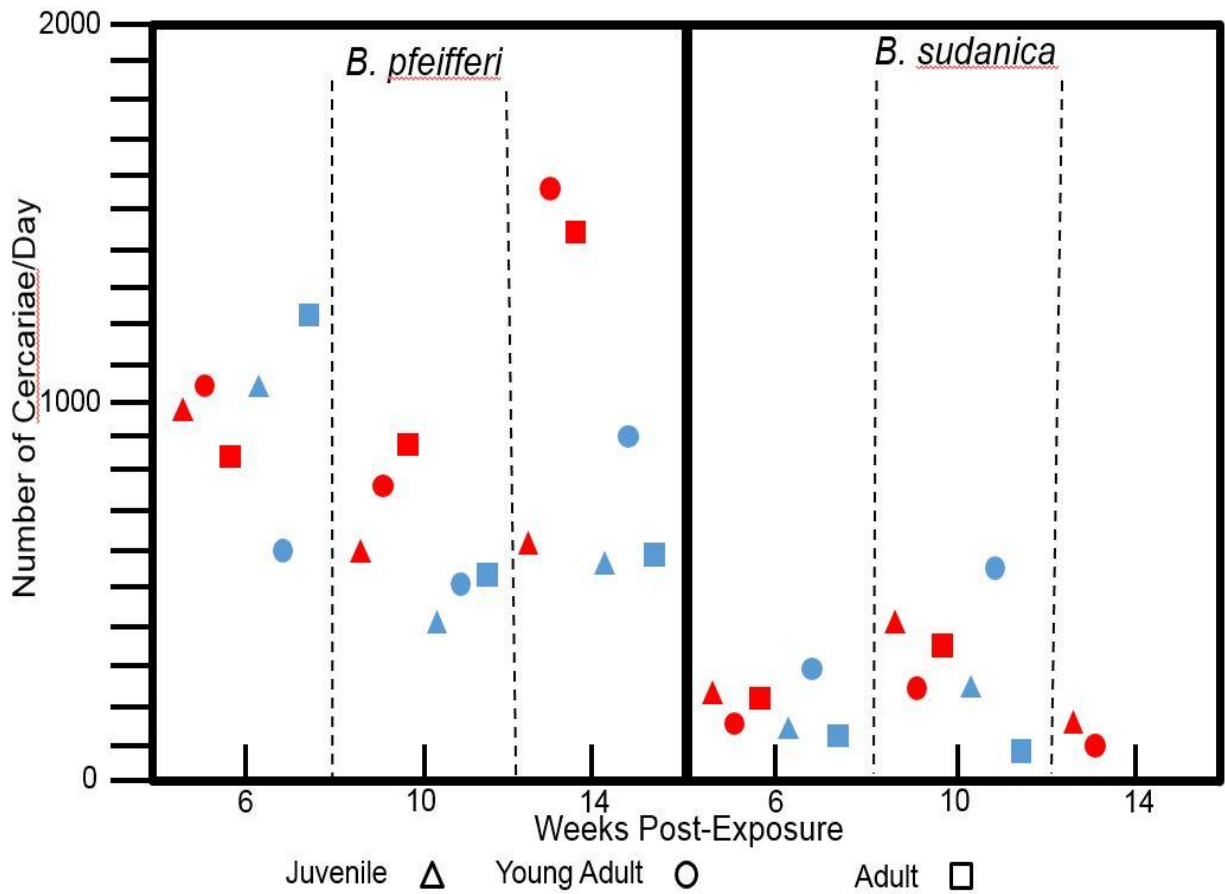 2000
B. pfeifferi
B. sudanica
Number of Cercariae/Day
1000
0
6
10
14
6
10
14
Weeks Post-Exposure
Juvenile
Young Adult
Adult